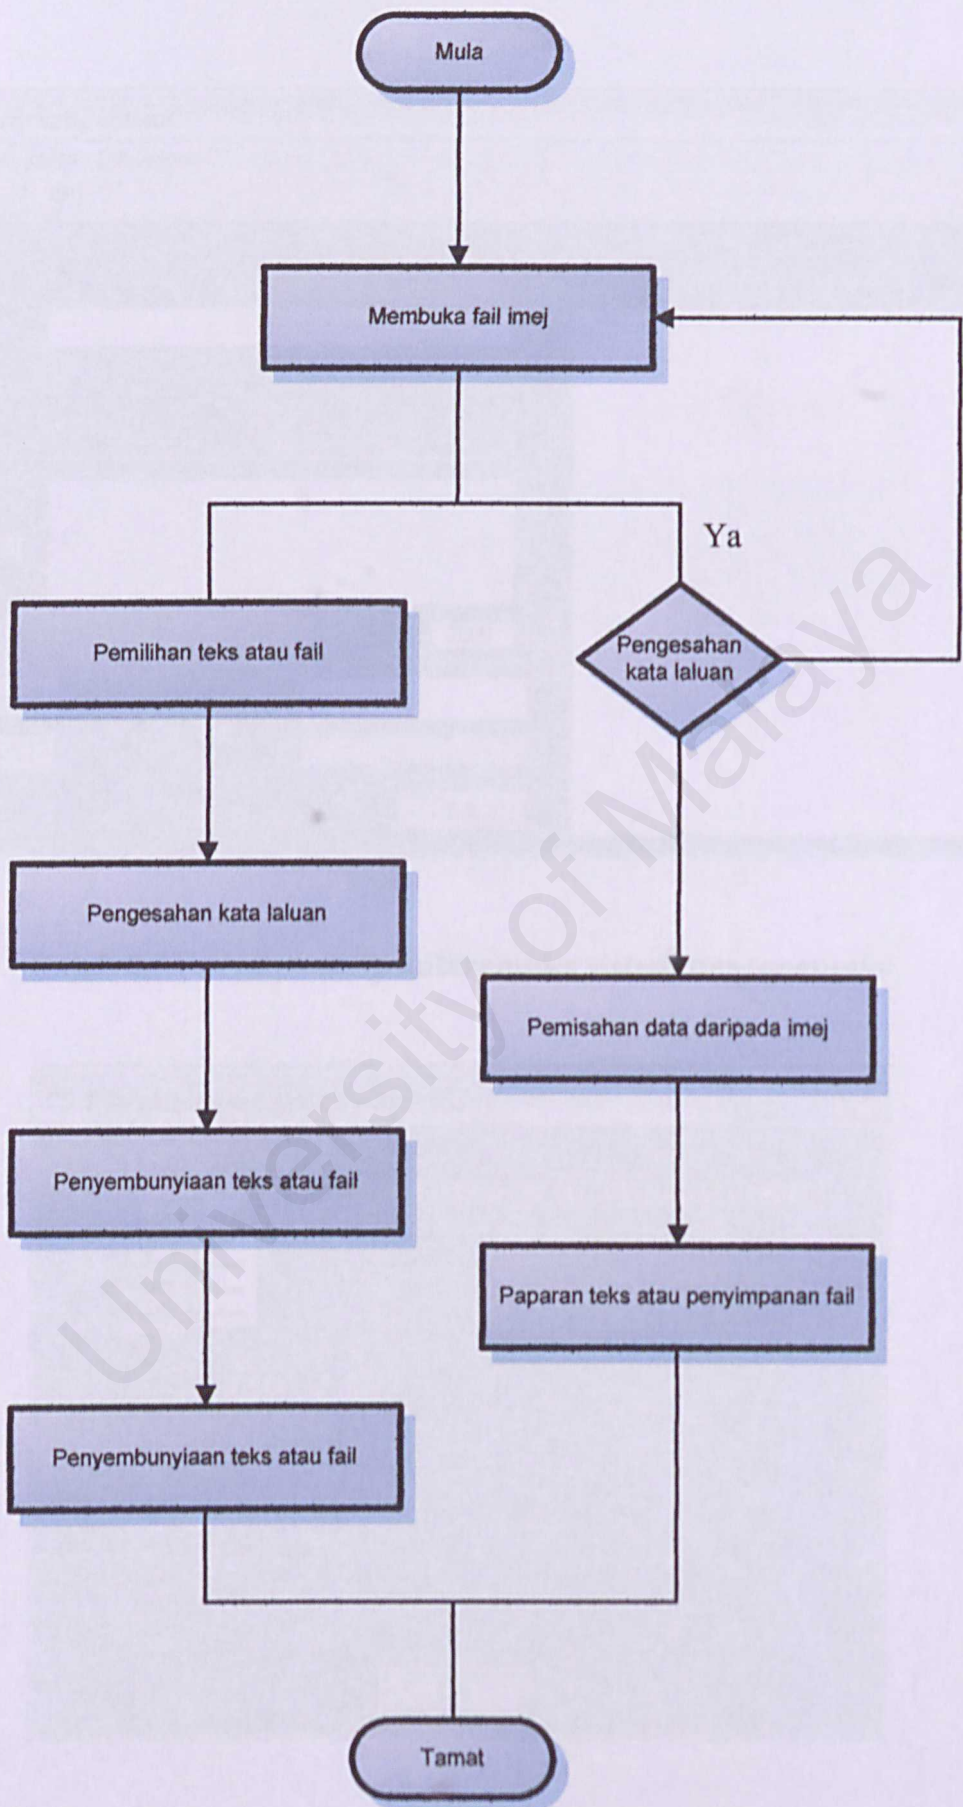 Mula
Membuka fail imej
Ya
Pemilihan teks atau fail
Pengesahan
kata laluan
Pengesahan kata laluan
Pemisahan data daripada imej
Penyembunyiaan teks atau fail
Paparan teks atau penyimpanan fail
Penyembunyiaan teks atau fail
Tamat
University of Malaya